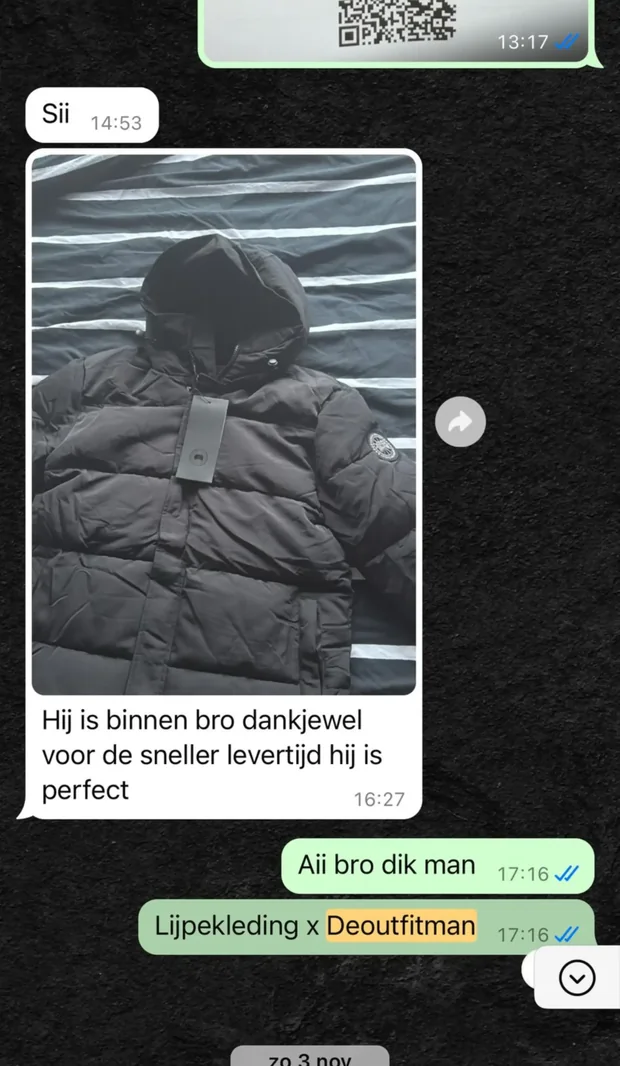 13:17
Sii 14:53
Hij is binnen bro dankjewel
voor de sneller levertijd hij is
perfect 16:27
Aii bro dik man 17:16
Lijpekleding x Deoutfitman 17:16
zo 3 nov